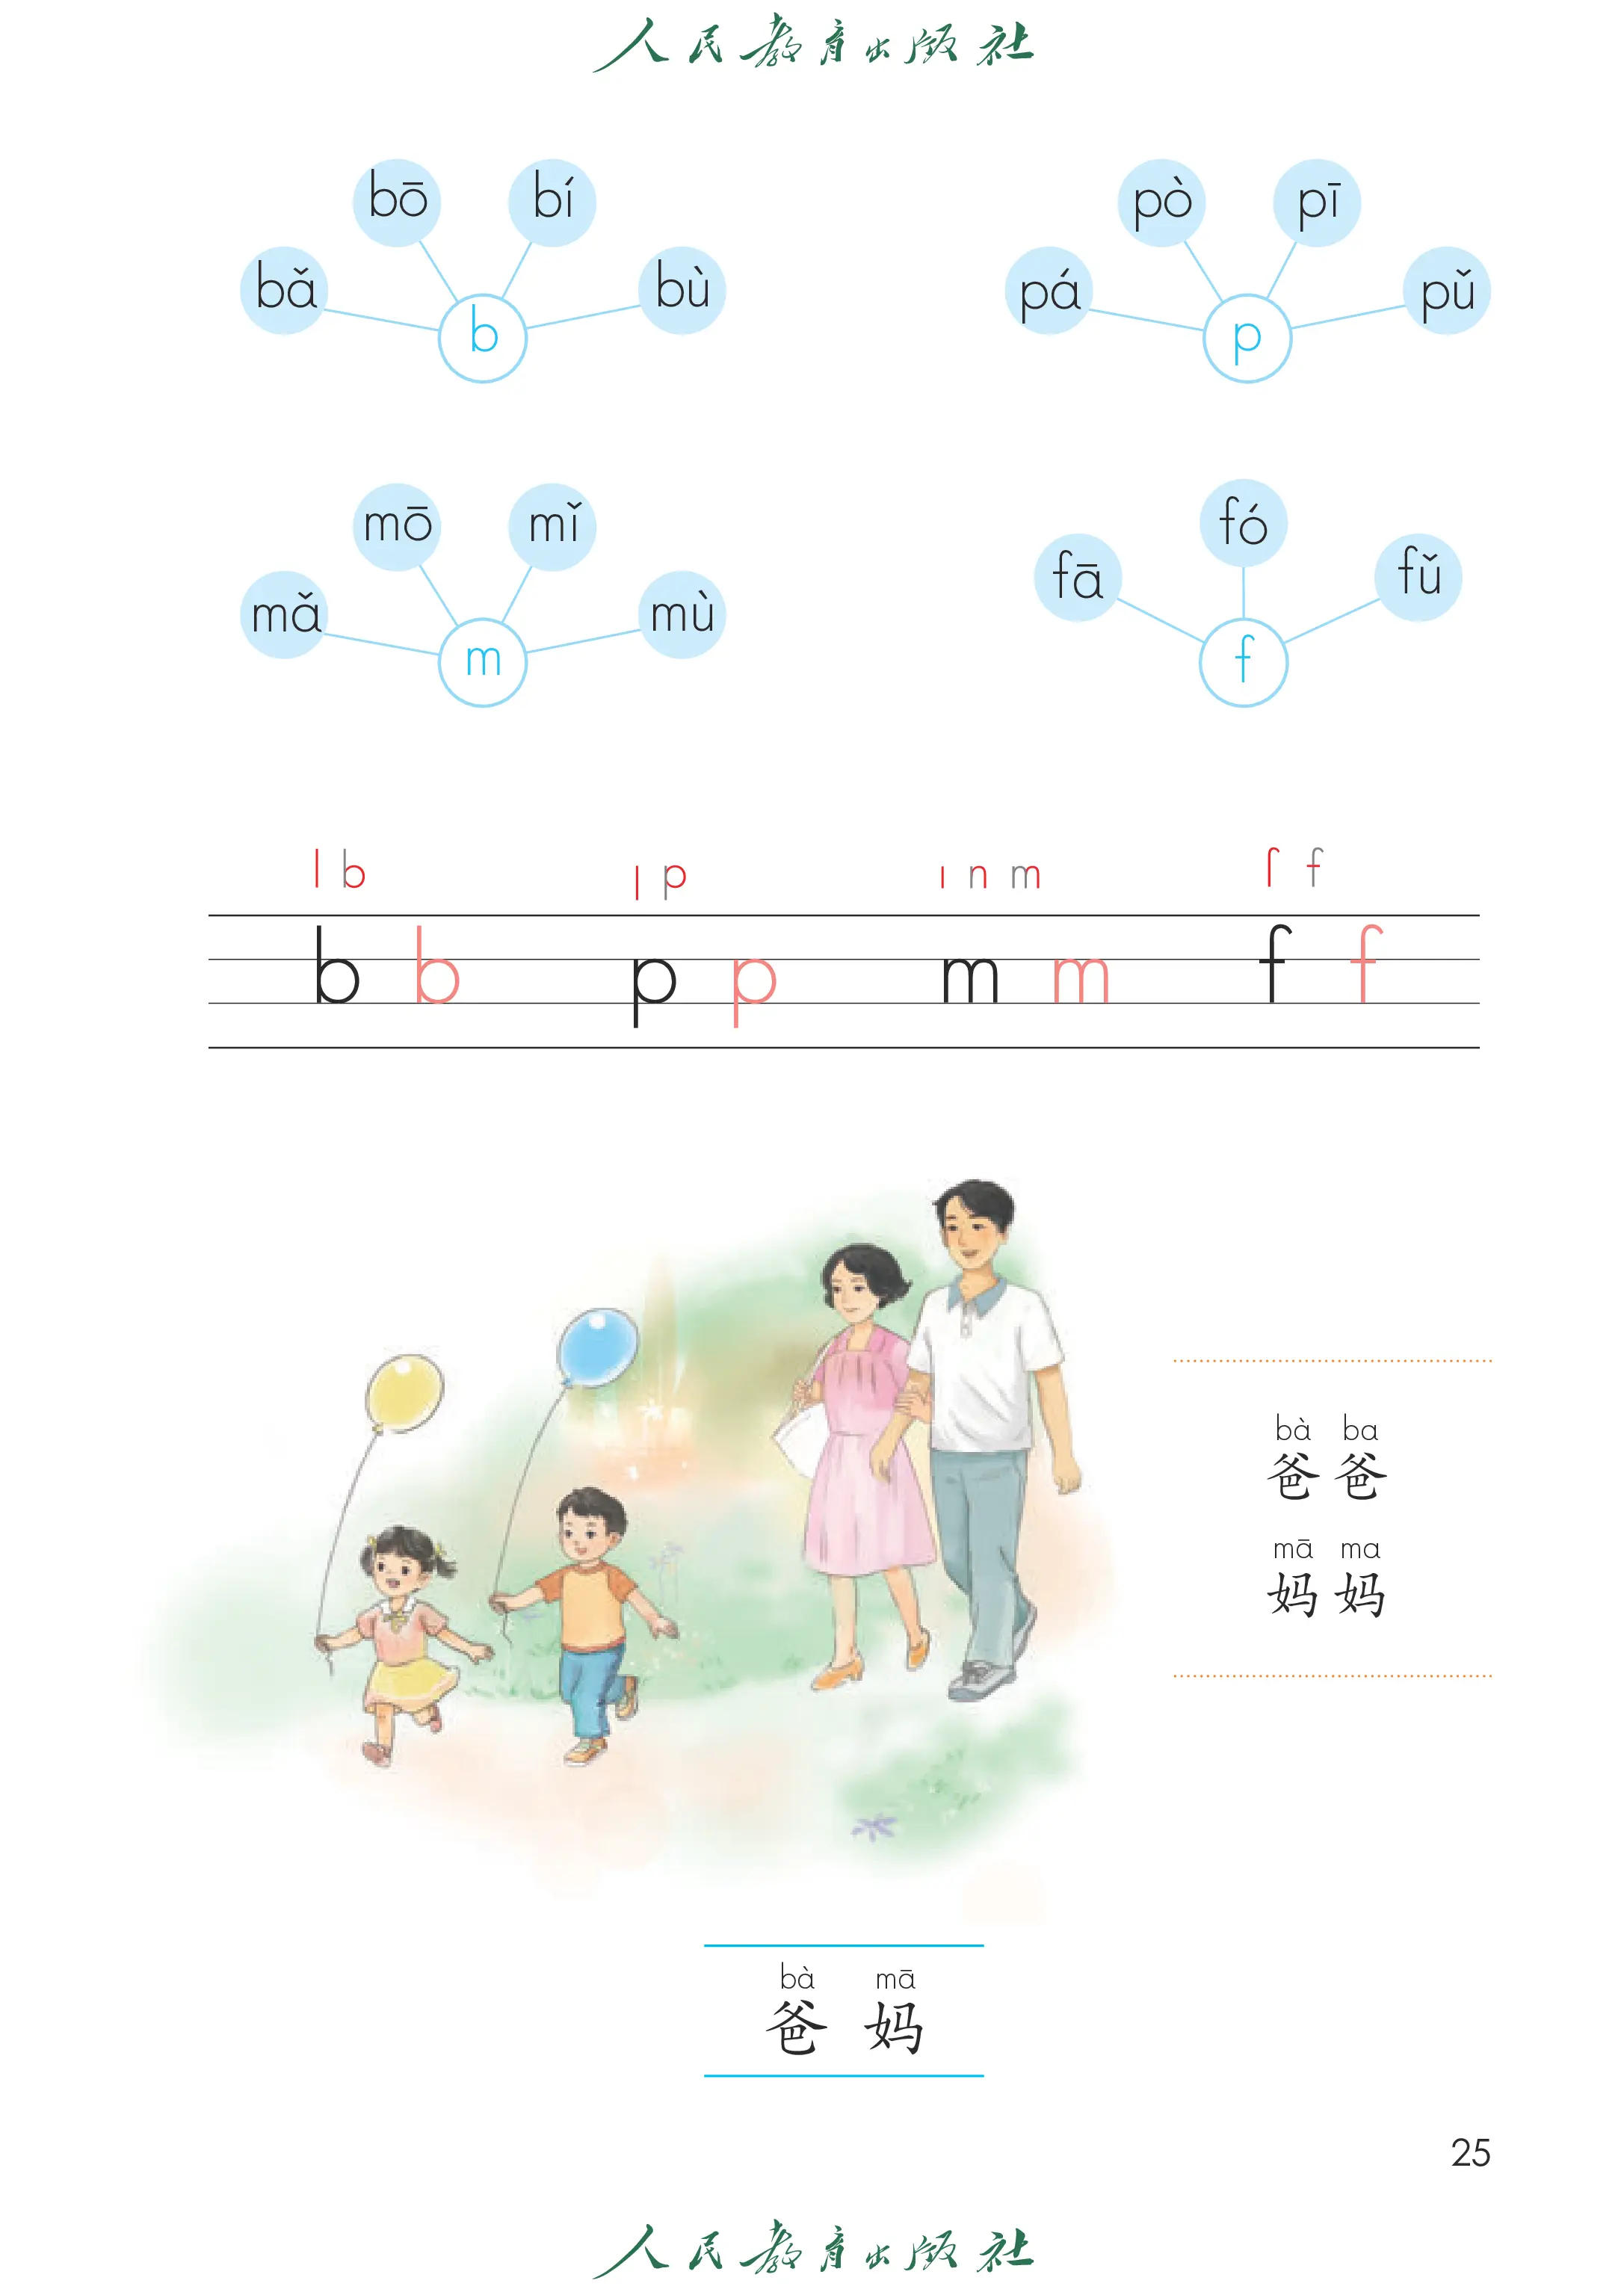 人民教育出版社
bō bí pò pī
bǎ bù pá pǔ
b p
mō mǐ fó
mǎ mù fā fǔ
m f
l b ı p ı n m ſ f
b b p p m m f f
bà ba
爸爸
mā ma
妈妈
bà mā
爸 妈
25
人民教育出版社